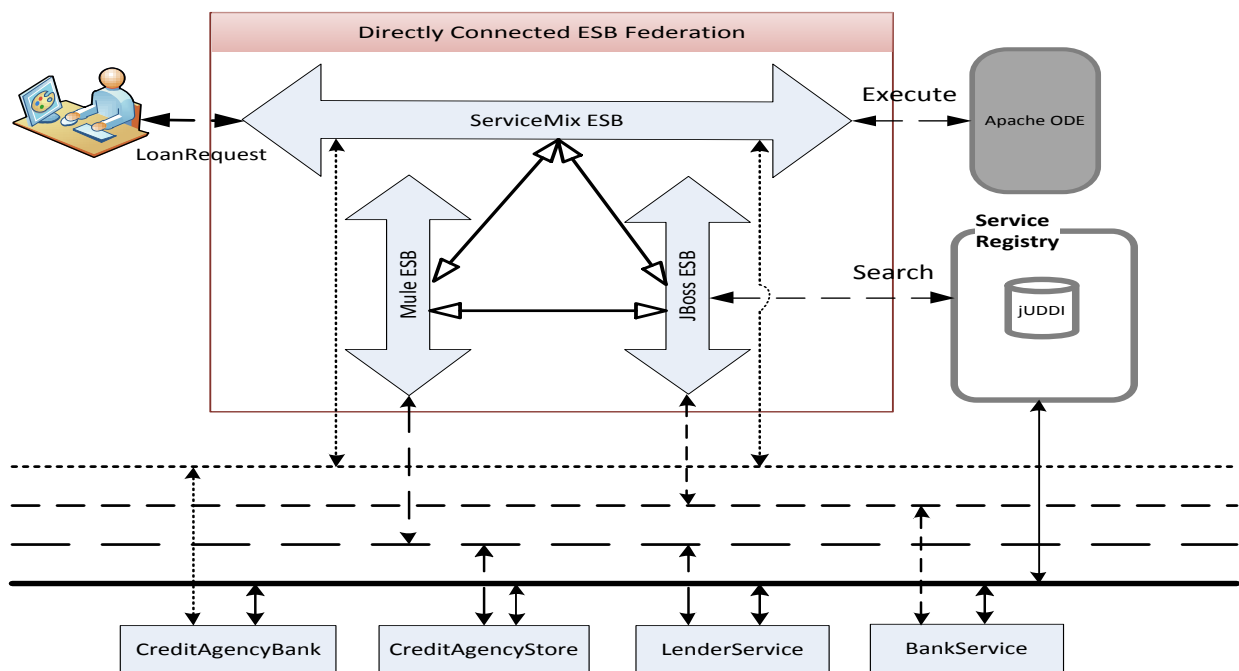 Directly Connected ESB Federation
Execute
ServiceMix ESB
Apache ODE
LoanRequest
Service
Registry
Mule ESB
JBoss ESB
Search
jUDDI
CreditAgencyBank
CreditAgencyStore
LenderService
BankService